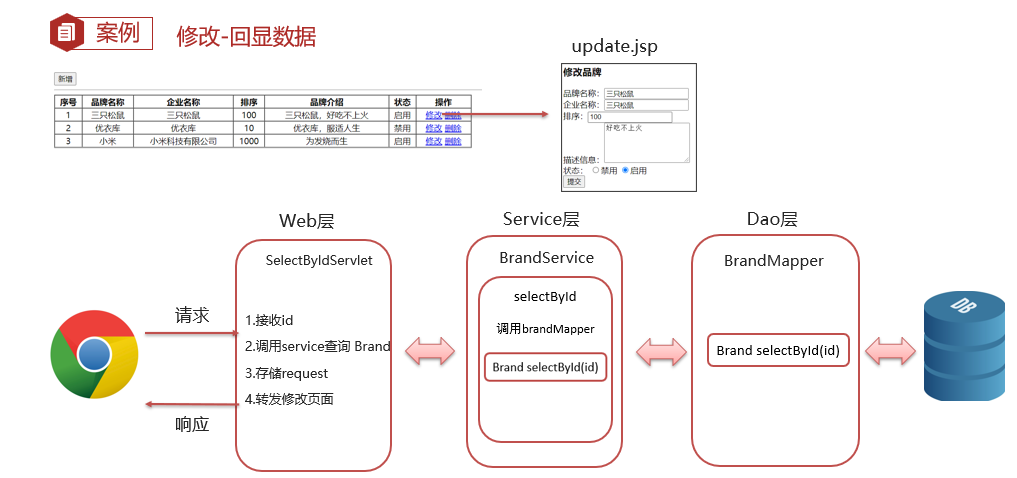 案例
修改-回显数据
update.jsp
新增
序号 品牌名称 企业名称 排序 品牌介绍 状态 操作
1 三只松鼠 三只松鼠 100 三只松鼠，好吃不上火 启用 修改 删除
2 优衣库 优衣库 10 优衣库，服适人生 禁用 修改 删除
3 小米 小米科技有限公司 1000 为发烧而生 启用 修改 删除
修改品牌
品牌名称： 三只松鼠
企业名称： 三只松鼠
排序： 100
好吃不上火
描述信息：
状态： 禁用 启用
提交
Web层
SelectByIdServlet
1.接收id
2.调用service查询 Brand
3.存储request
4.转发修改页面
请求
响应
Service层
BrandService
selectById
调用brandMapper
Brand selectById(id)
Dao层
BrandMapper
Brand selectById(id)
DB